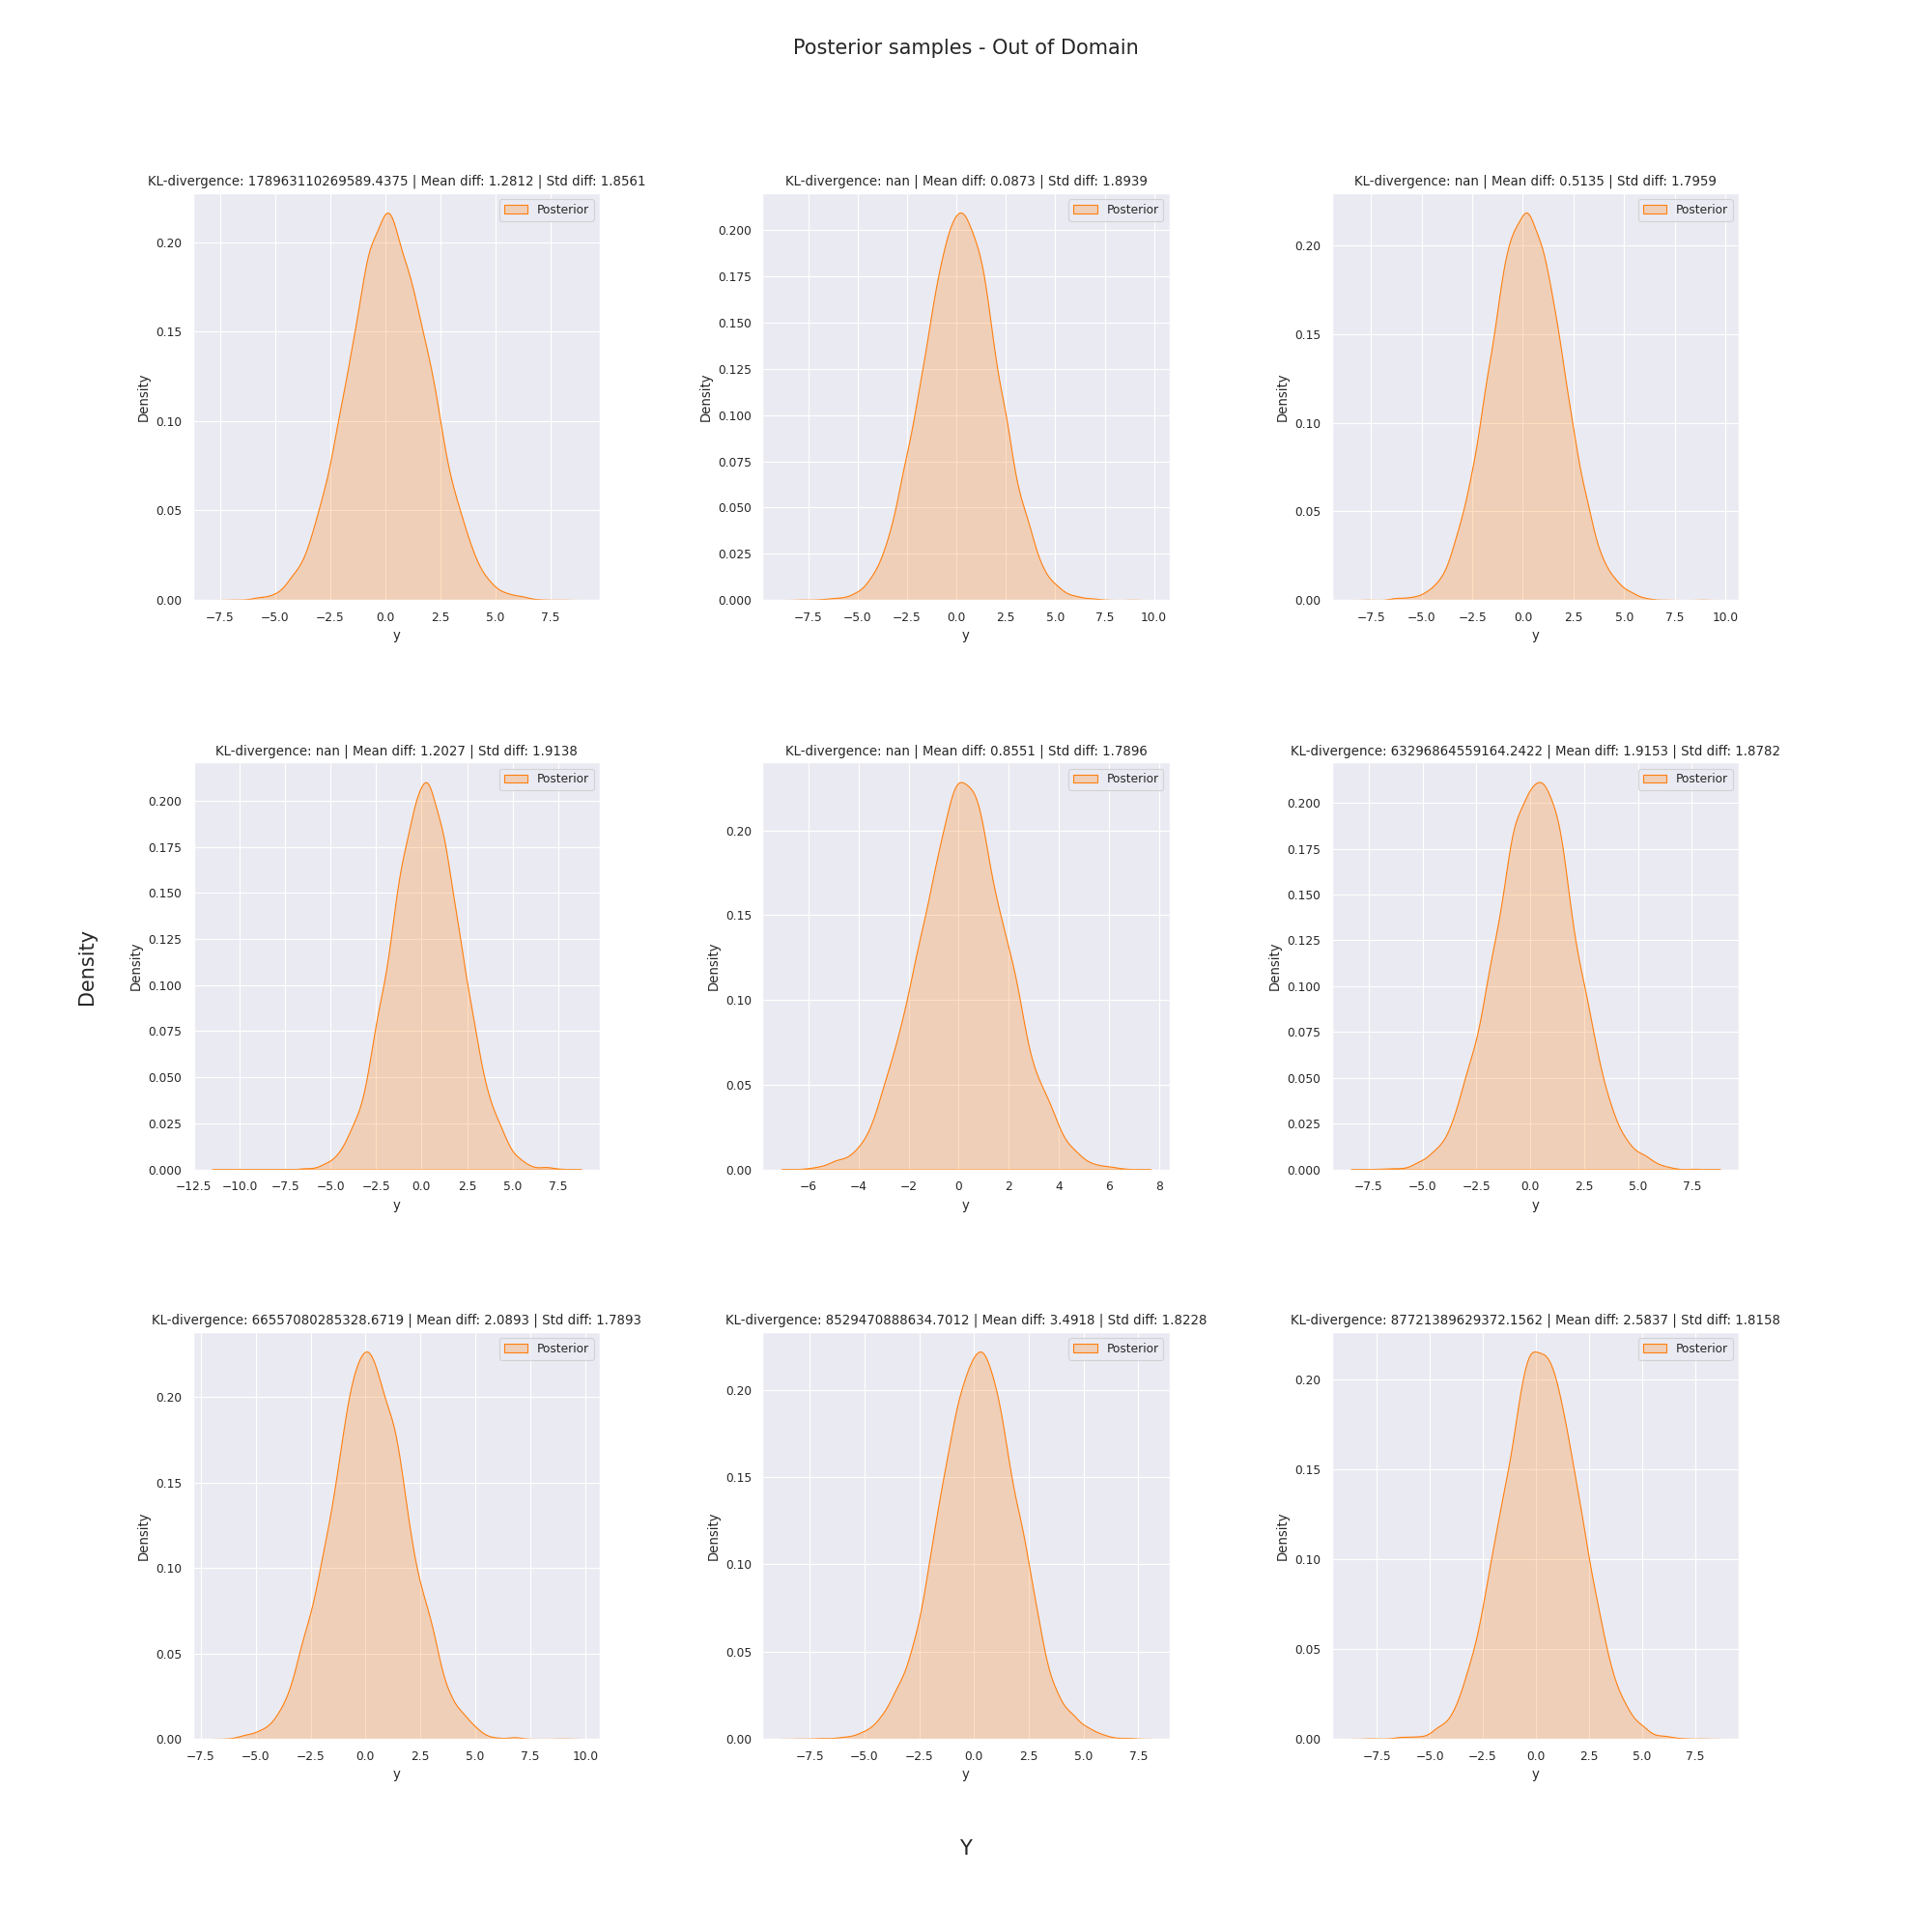 Posterior samples - Out of Domain
KL-divergence: 178963110269589.4375 | Mean diff: 1.2812 | Std diff: 1.8561
Posterior
0.20
0.15
0.10
0.05
0.00
Density
−7.5 −5.0 −2.5 0.0 2.5 5.0 7.5
y
KL-divergence: nan | Mean diff: 0.0873 | Std diff: 1.8939
Posterior
0.200
0.175
0.150
0.125
0.100
0.075
0.050
0.025
0.000
Density
−7.5 −5.0 −2.5 0.0 2.5 5.0 7.5 10.0
y
KL-divergence: nan | Mean diff: 0.5135 | Std diff: 1.7959
Posterior
0.20
0.15
0.10
0.05
0.00
Density
−7.5 −5.0 −2.5 0.0 2.5 5.0 7.5 10.0
y
Density
KL-divergence: nan | Mean diff: 1.2027 | Std diff: 1.9138
Posterior
0.200
0.175
0.150
0.125
0.100
0.075
0.050
0.025
0.000
Density
−12.5 −10.0 −7.5 −5.0 −2.5 0.0 2.5 5.0 7.5
y
KL-divergence: nan | Mean diff: 0.8551 | Std diff: 1.7896
Posterior
0.20
0.15
0.10
0.05
0.00
Density
−6 −4 −2 0 2 4 6 8
y
KL-divergence: 63296864559164.2422 | Mean diff: 1.9153 | Std diff: 1.8782
Posterior
0.200
0.175
0.150
0.125
0.100
0.075
0.050
0.025
0.000
Density
−7.5 −5.0 −2.5 0.0 2.5 5.0 7.5
y
KL-divergence: 66557080285328.6719 | Mean diff: 2.0893 | Std diff: 1.7893
Posterior
0.20
0.15
0.10
0.05
0.00
Density
−7.5 −5.0 −2.5 0.0 2.5 5.0 7.5 10.0
y
KL-divergence: 8529470888634.7012 | Mean diff: 3.4918 | Std diff: 1.8228
Posterior
0.20
0.15
0.10
0.05
0.00
Density
−7.5 −5.0 −2.5 0.0 2.5 5.0 7.5
y
KL-divergence: 87721389629372.1562 | Mean diff: 2.5837 | Std diff: 1.8158
Posterior
0.20
0.15
0.10
0.05
0.00
Density
−7.5 −5.0 −2.5 0.0 2.5 5.0 7.5
y
Y